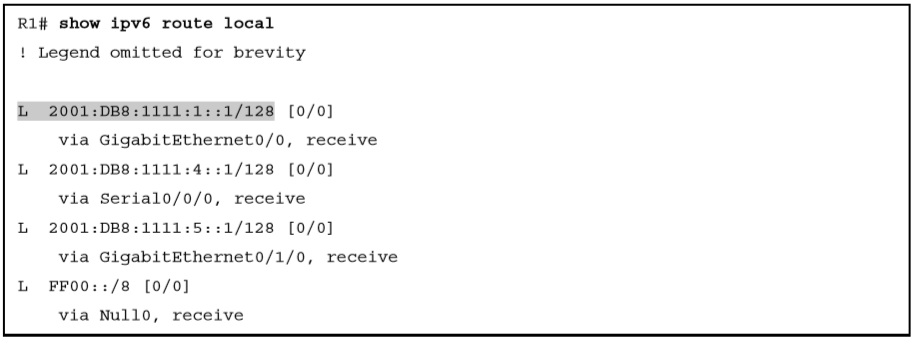 R1# show ipv6 route local
! Legend omitted for brevity
L 2001:DB8:1111:1::1/128 [0/0]
via GigabitEthernet0/0, receive
L 2001:DB8:1111:4::1/128 [0/0]
via Serial0/0/0, receive
L 2001:DB8:1111:5::1/128 [0/0]
via GigabitEthernet0/1/0, receive
L FF00::/8 [0/0]
via Null0, receive